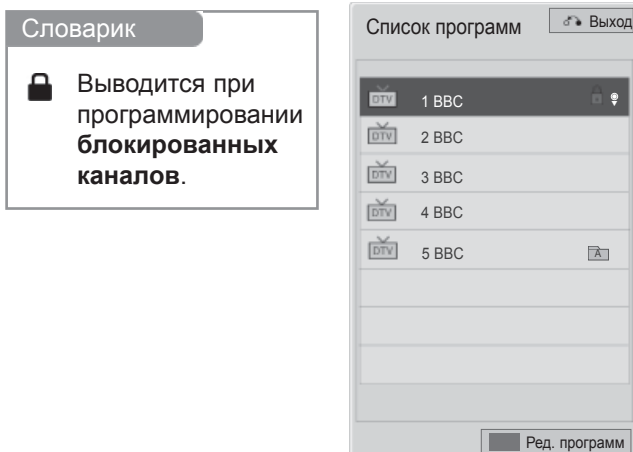 Словарик
Выводится при
программировании
блокированных
каналов.
Список программ
Выход
DTV 1 BBC
DTV 2 BBC
DTV 3 BBC
DTV 4 BBC
DTV 5 BBC A
Ред. программ